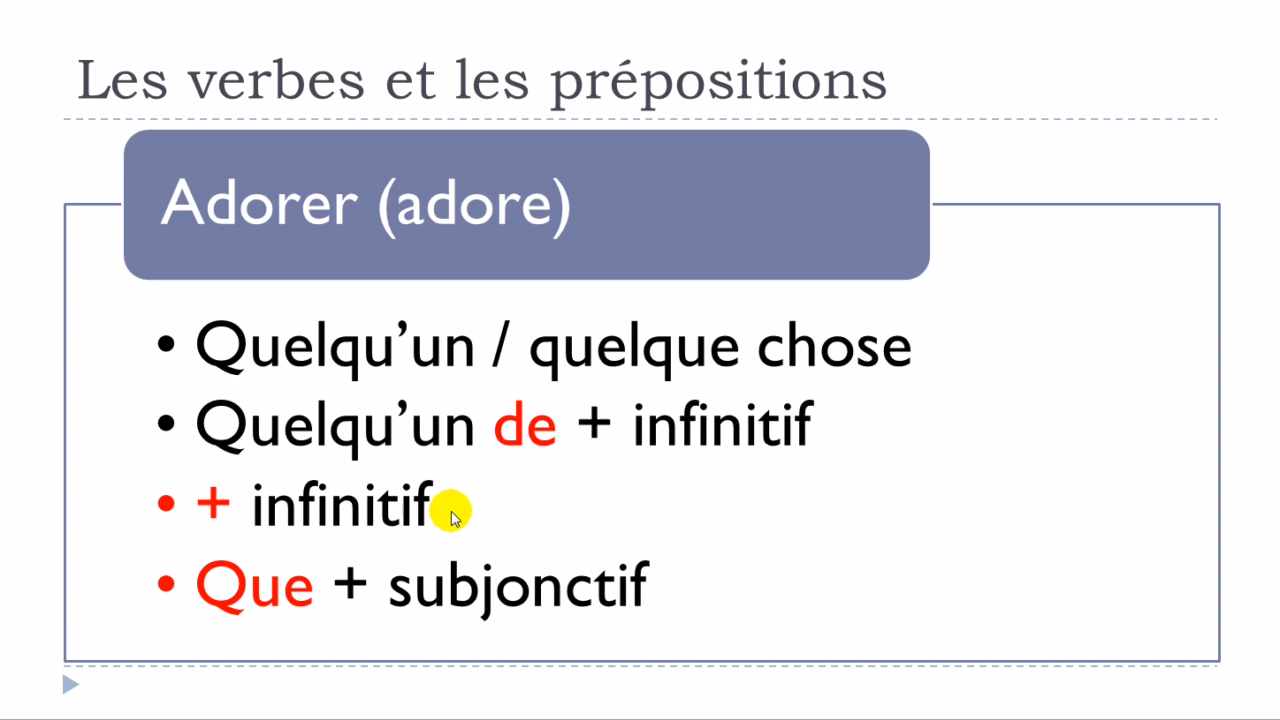 Les verbes et les prépositions
Adorer (adore)
• Quelqu’un / quelque chose
• Quelqu’un de + infinitif
• + infinitif
• Que + subjonctif